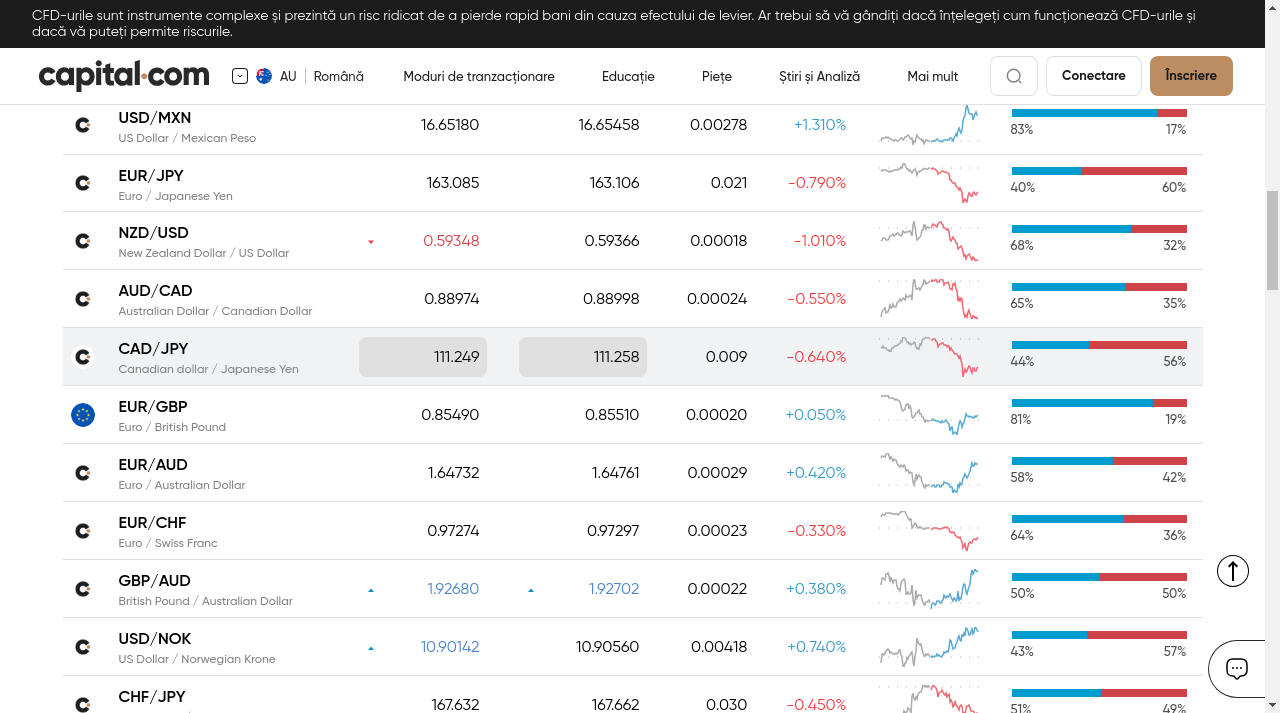 CFD-urile sunt instrumente complexe și prezintă un risc ridicat de a pierde rapid bani din cauza efectului de levier. Ar trebui să vă gândiți dacă înțelegeți cum funcționează CFD-urile și
dacă vă puteți permite riscurile.
capital.com AU Română Moduri de tranzacționare Educație Piețe Știri și Analiză Mai mult Conectare Înscriere
USD/MXN 16.65180 16.65458 0.00278 +1.310%
US Dollar / Mexican Peso 83% 17%
EUR/JPY 163.085 163.106 0.021 -0.790%
Euro / Japanese Yen 40% 60%
NZD/USD 0.59348 0.59366 0.00018 -1.010%
New Zealand Dollar / US Dollar 68% 32%
AUD/CAD 0.88974 0.88998 0.00024 -0.550%
Australian Dollar / Canadian Dollar 65% 35%
CAD/JPY 111.249 111.258 0.009 -0.640%
Canadian dollar / Japanese Yen 44% 56%
EUR/GBP 0.85490 0.85510 0.00020 +0.050%
Euro / British Pound 81% 19%
EUR/AUD 1.64732 1.64761 0.00029 +0.420%
Euro / Australian Dollar 58% 42%
EUR/CHF 0.97274 0.97297 0.00023 -0.330%
Euro / Swiss Franc 64% 36%
GBP/AUD 1.92680 1.92702 0.00022 +0.380%
British Pound / Australian Dollar 50% 50%
USD/NOK 10.90142 10.90560 0.00418 +0.740%
US Dollar / Norwegian Krone 43% 57%
CHF/JPY 167.632 167.662 0.030 -0.450%
51% 49%